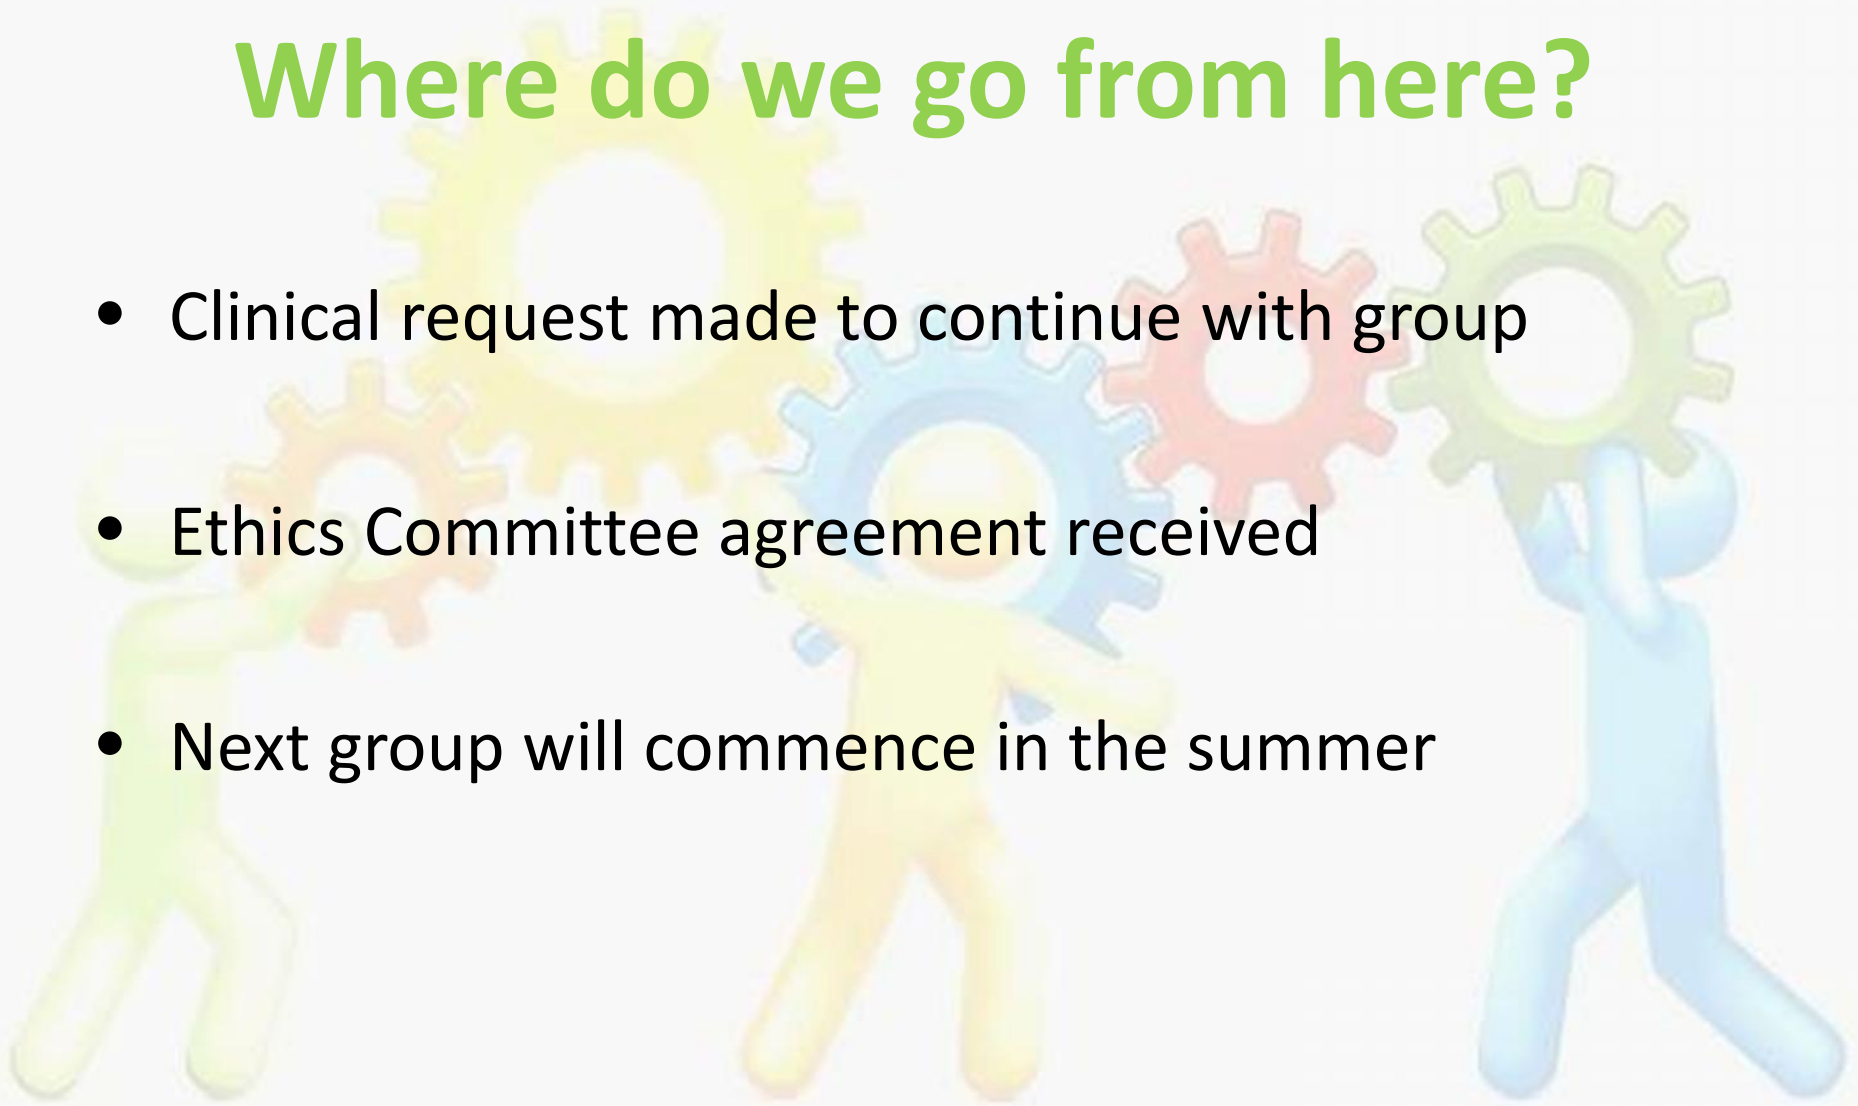 Where do we go from here?
• Clinical request made to continue with group
• Ethics Committee agreement received
• Next group will commence in the summer